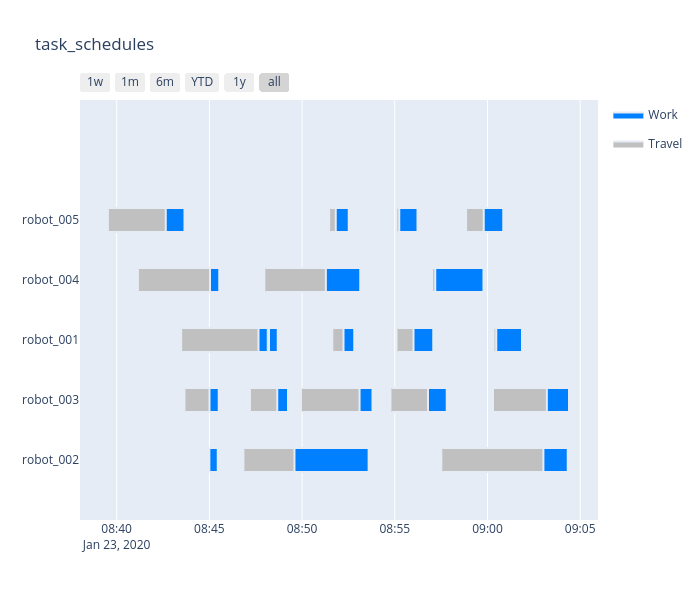 task_schedules
1w 1m 6m YTD 1y all
Work
Travel
robot_005
robot_004
robot_001
robot_003
robot_002
08:40 08:45 08:50 08:55 09:00 09:05
Jan 23, 2020